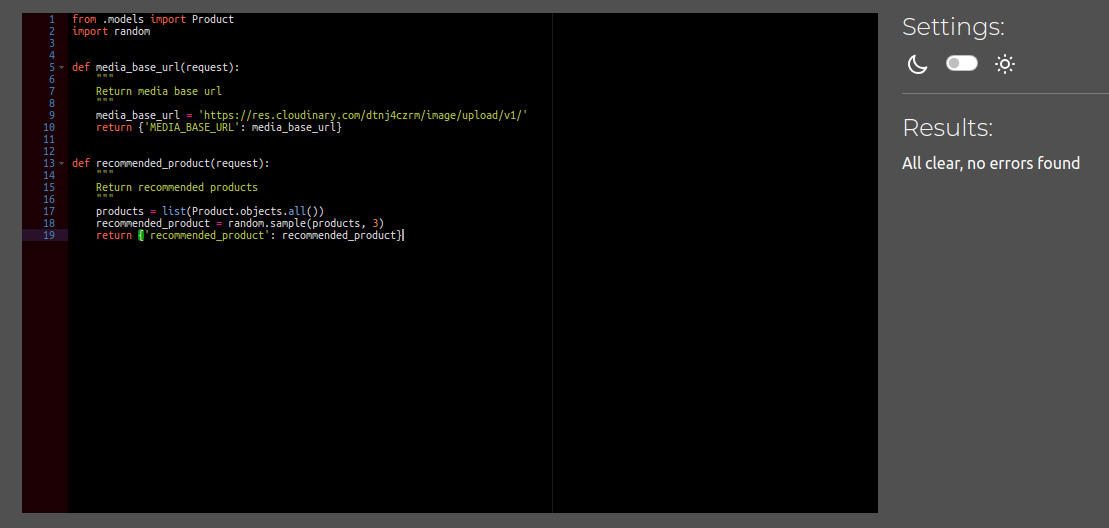 1 from .models import Product
2 import random
3
4
5 def media_base_url(request):
6     """
7     Return media base url
8     """
9     media_base_url = 'https://res.cloudinary.com/dtnj4czrm/image/upload/v1/'
10     return {'MEDIA_BASE_URL': media_base_url}
11
12
13 def recommended_product(request):
14     """
15     Return recommended products
16     """
17     products = list(Product.objects.all())
18     recommended_product = random.sample(products, 3)
19     return {'recommended_product': recommended_product}
Settings:
Results:
All clear, no errors found